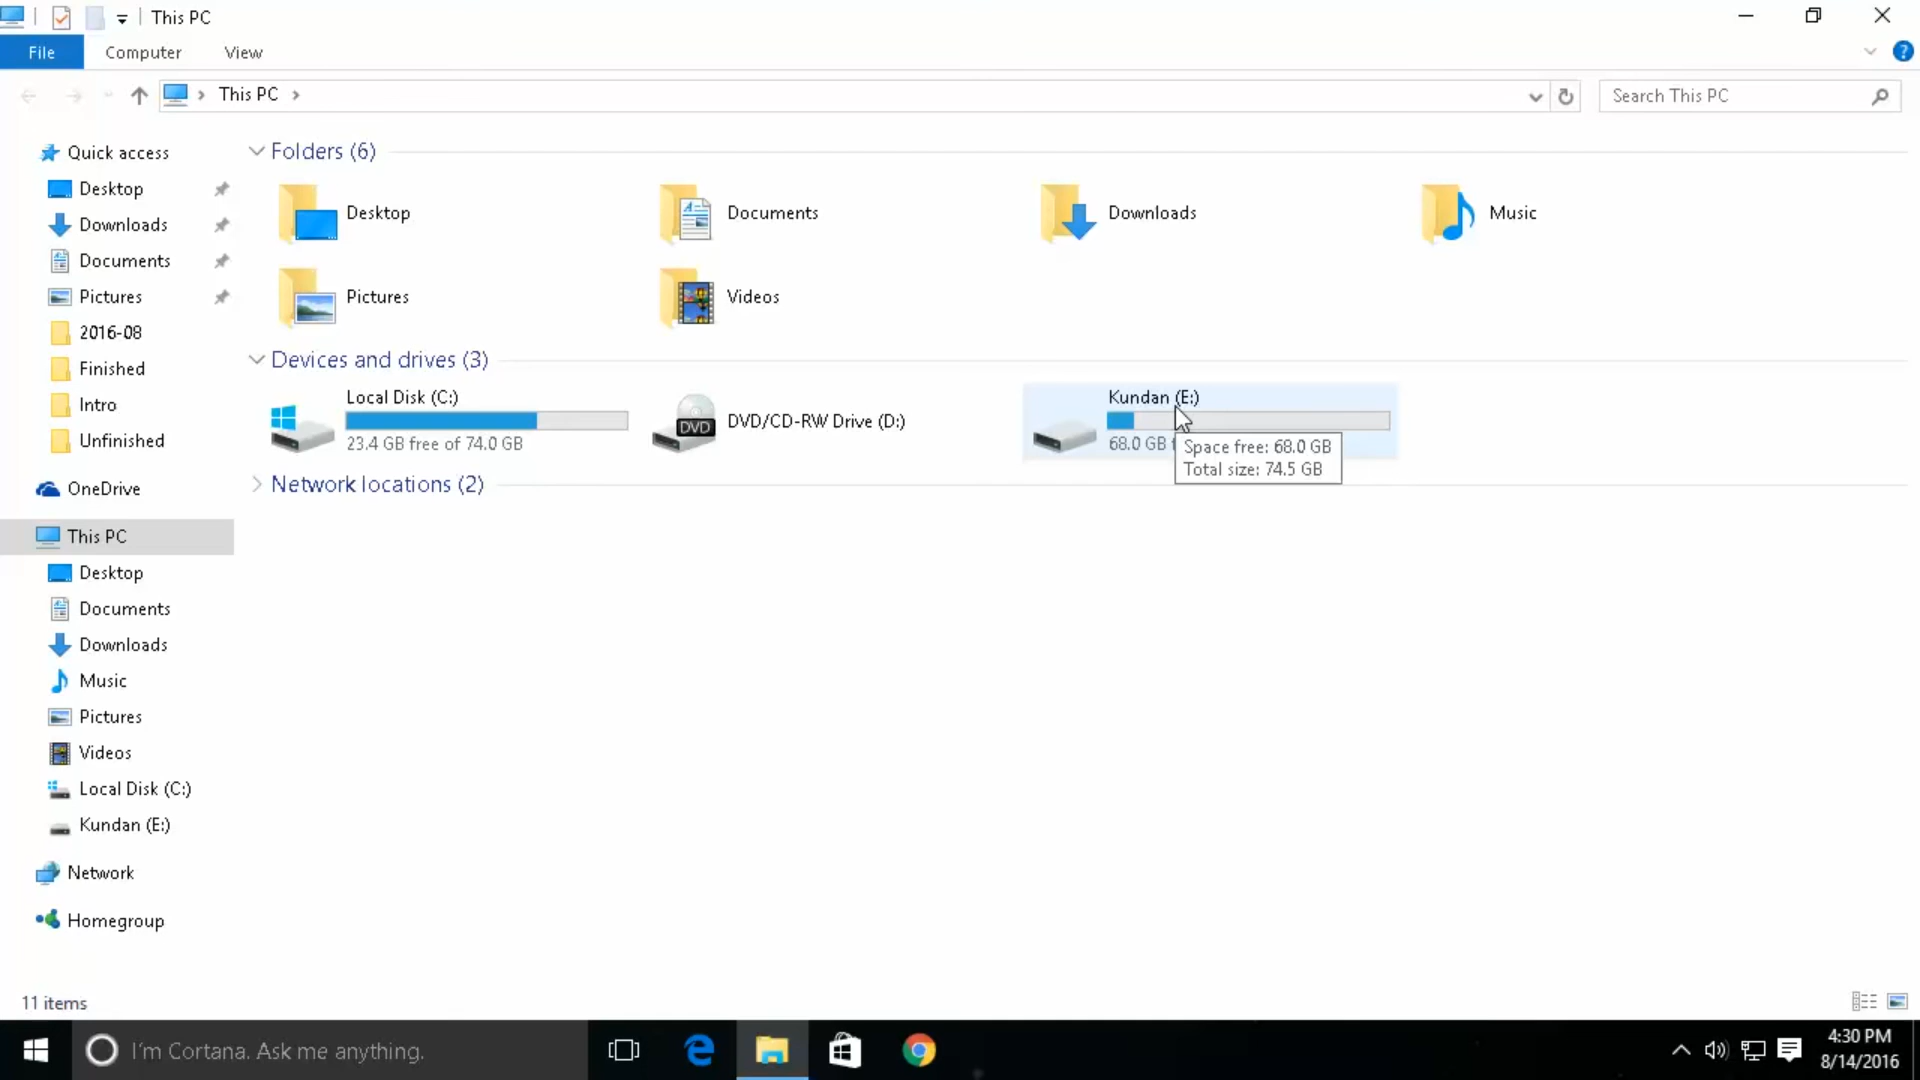 This PC
File
Computer
View
?
This PC
Search This PC
Quick access
Desktop
Downloads
Documents
Pictures
2016-08
Finished
Intro
Unfinished
OneDrive
This PC
Desktop
Documents
Downloads
Music
Pictures
Videos
Local Disk (C:)
Kundan (E:)
Network
Homegroup
Folders (6)
Desktop
Documents
Downloads
Music
Pictures
Videos
Devices and drives (3)
Local Disk (C:)
23.4 GB free of 74.0 GB
DVD
DVD/CD-RW Drive (D:)
Kundan (E:)
68.0 GB
Space free: 68.0 GB
Total size: 74.5 GB
Network locations (2)
11 items
I'm Cortana. Ask me anything.
4:30 PM
8/14/2016